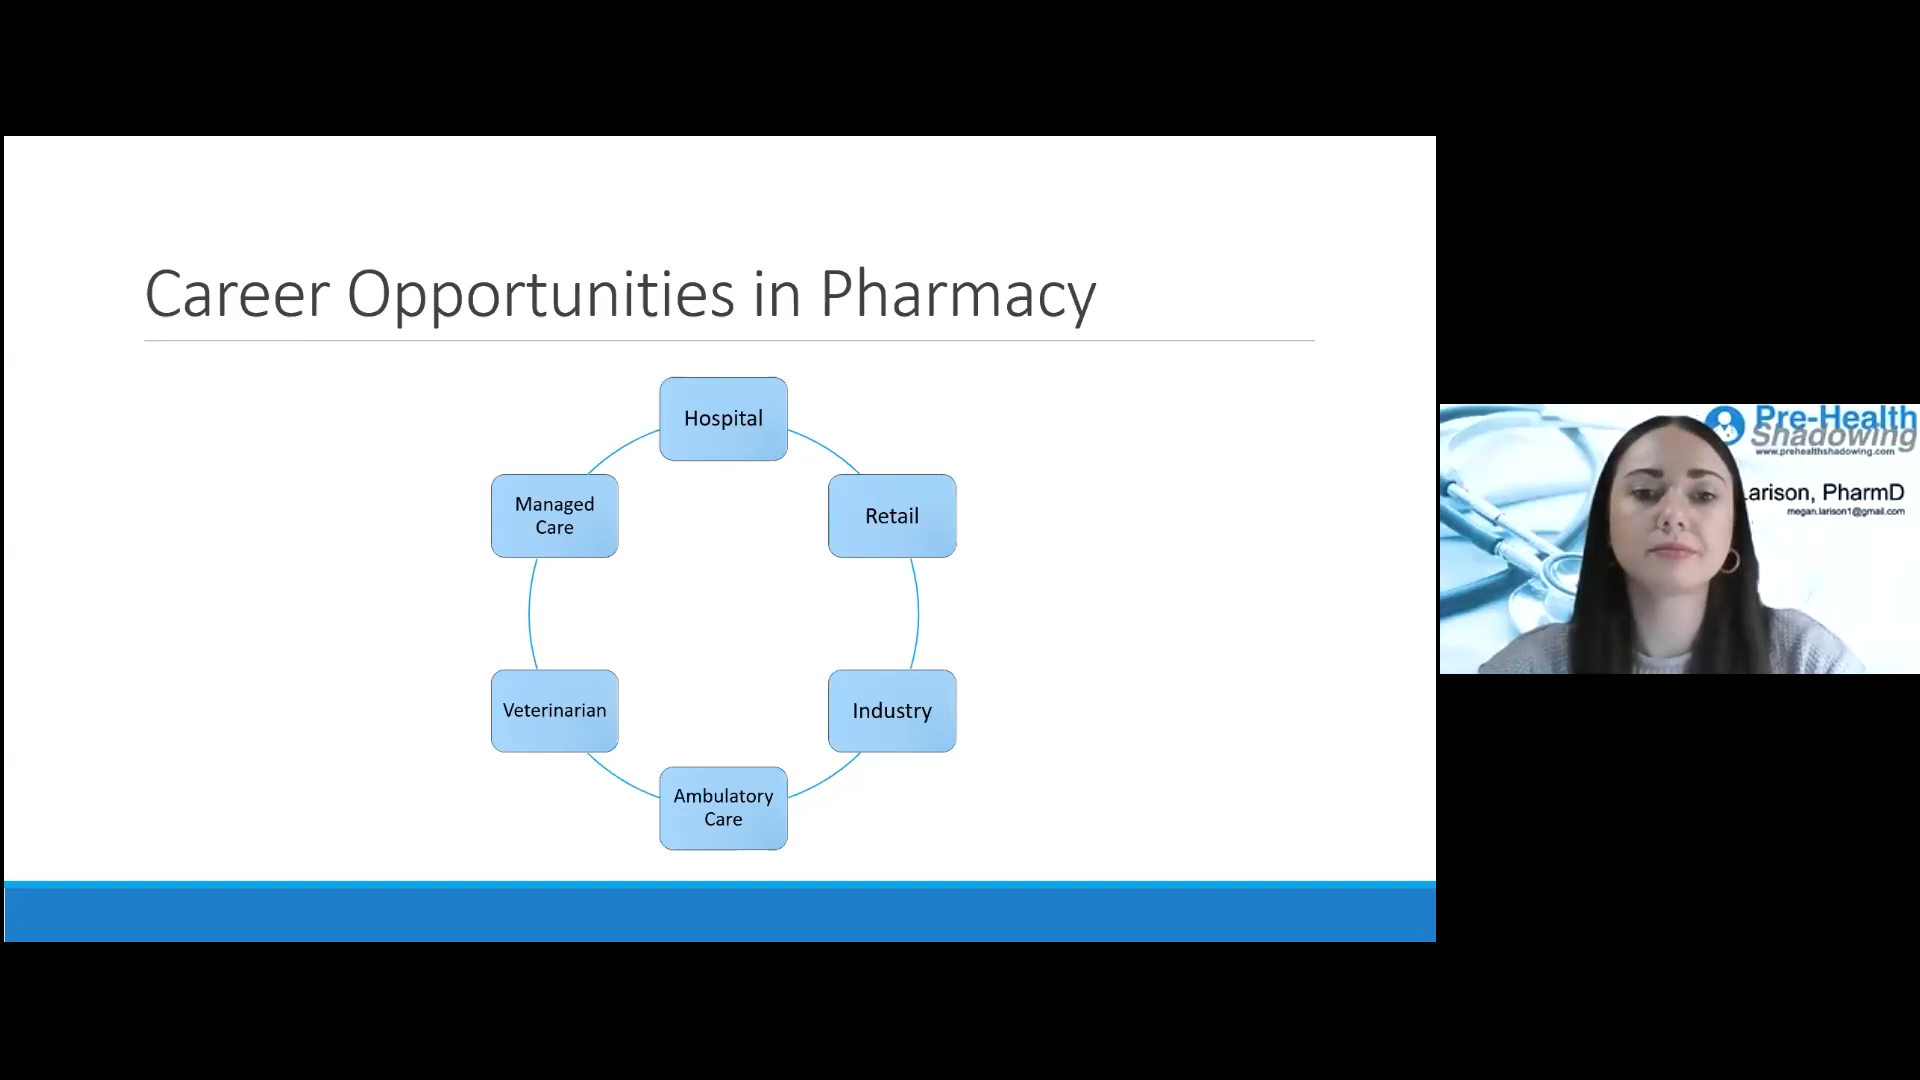 Career Opportunities in Pharmacy
Hospital
Retail
Industry
Ambulatory
Care
Veterinarian
Managed
Care
Pre-Health
Shadowing
www.prehealthshadowing.com
Larison, PharmD
megan.larison1@gmail.com